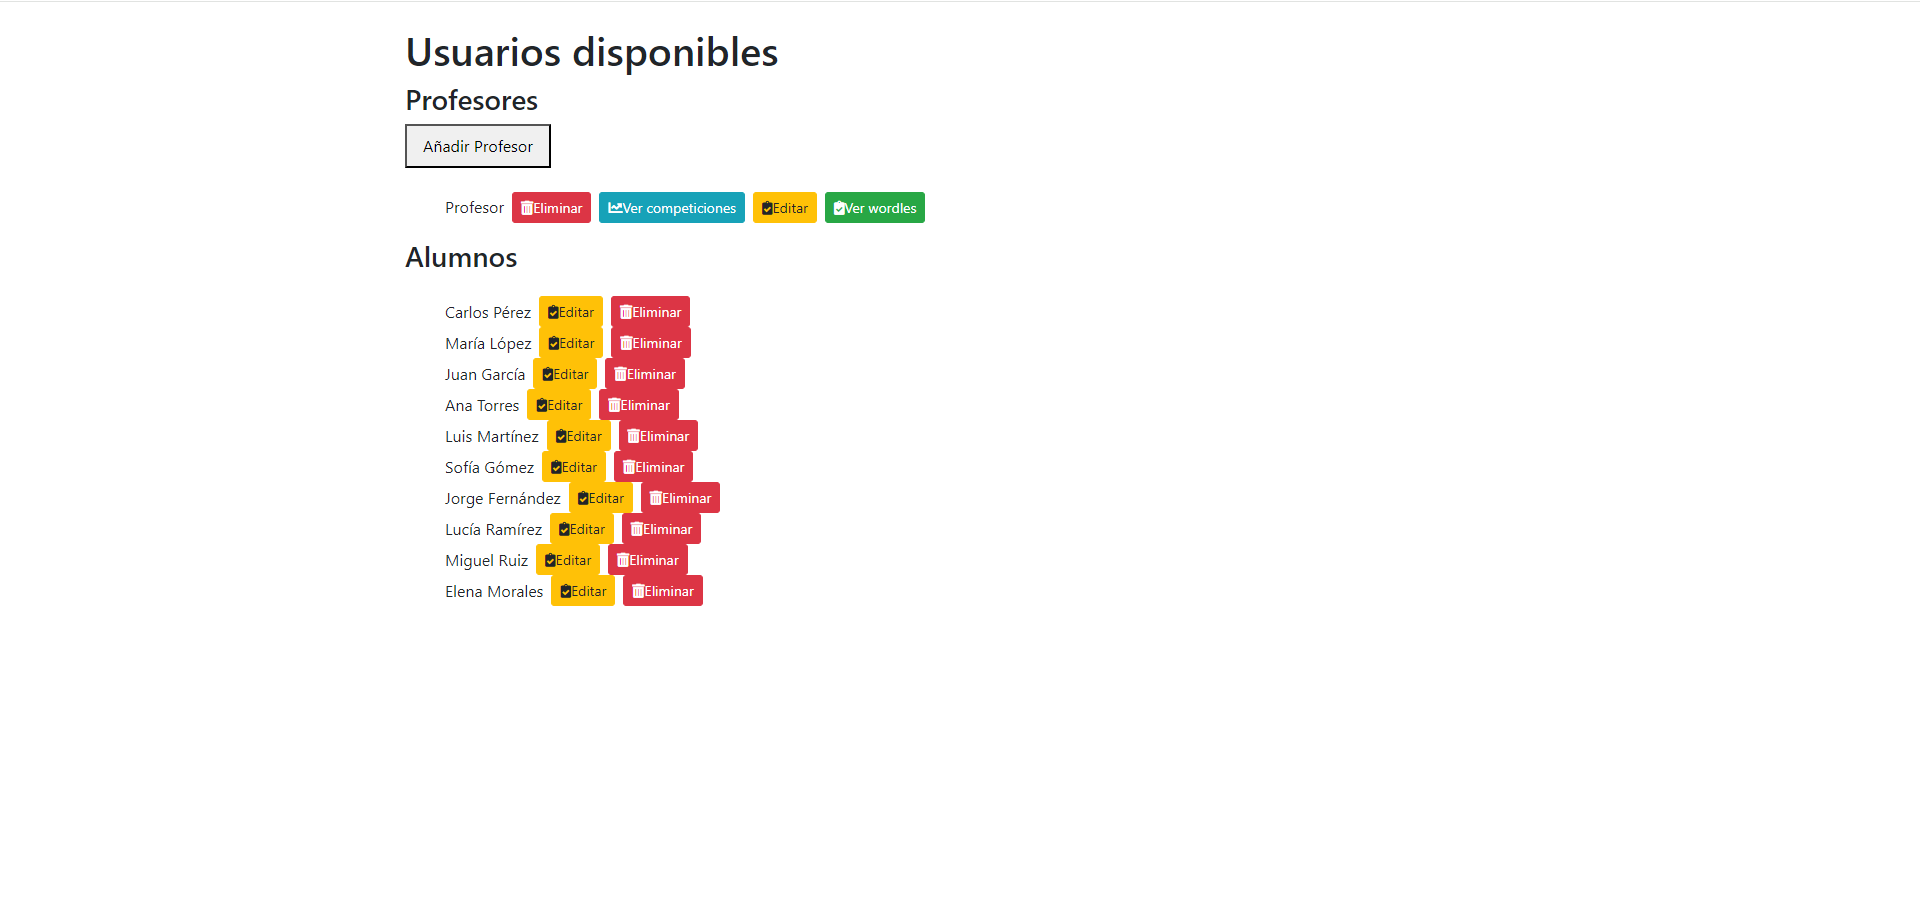 Usuarios disponibles
Profesores
Añadir Profesor
Profesor Eliminar Ver competiciones Editar Ver wordles
Alumnos
Carlos Pérez Editar Eliminar
María López Editar Eliminar
Juan García Editar Eliminar
Ana Torres Editar Eliminar
Luis Martínez Editar Eliminar
Sofía Gómez Editar Eliminar
Jorge Fernández Editar Eliminar
Lucía Ramírez Editar Eliminar
Miguel Ruiz Editar Eliminar
Elena Morales Editar Eliminar